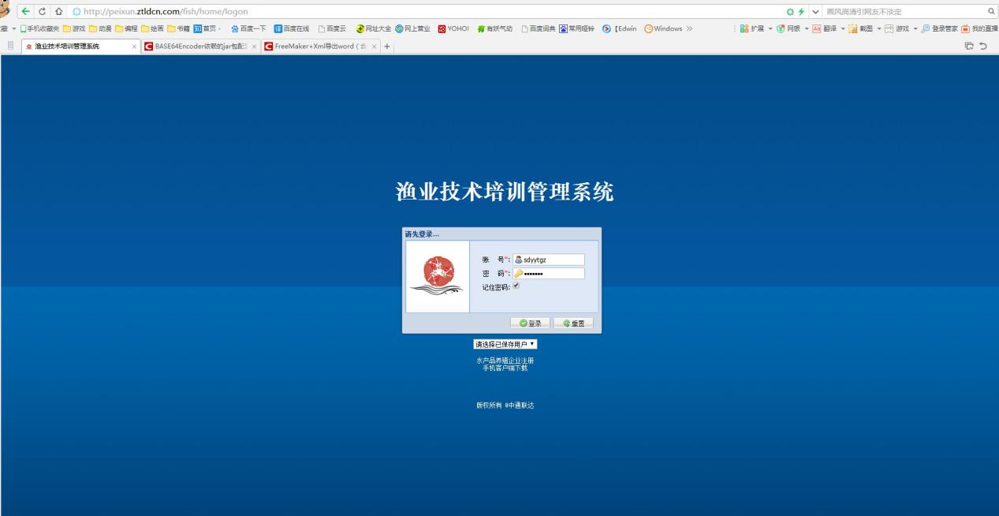 http://peixun.ztldcn.com/fish/home/logon 画风高清引网友不淡定
藏 手机收藏夹 游戏 动漫 编程 绘画 书籍 首页 百度一下 百度在线 百度云 网址大全 网上营业 YOHO! 有妖气动 百度词典 常用哑铃 【Edwin Windows 扩展 网银 翻译 截图 游戏 登录管家 我的直播
渔业技术培训管理系统 BASE64Encoder依赖的jar包配 FreeMaker+Xml导出word（含
渔业技术培训管理系统
请先登录...
账 号*: sdyytgz
密 码*: •••••••
记住密码:
登录 重置
请选择已保存用户
水产品养殖企业注册
手机客户端下载
版权所有 @中通联达